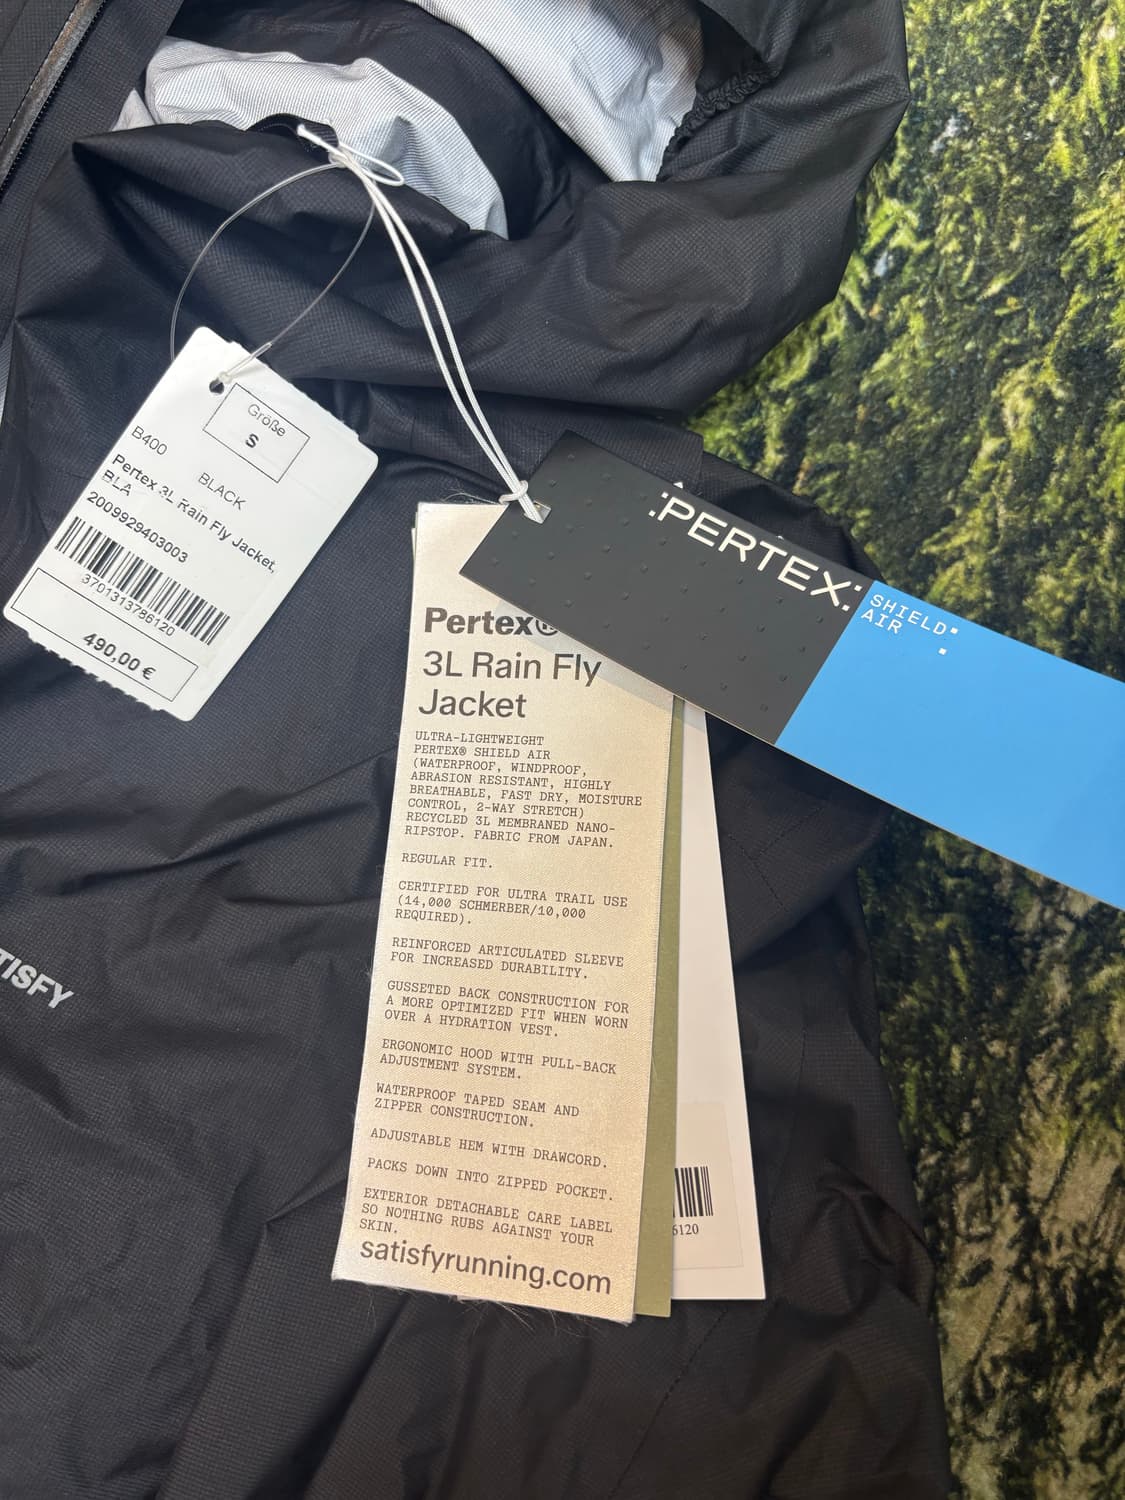 Größe
S
B400
BLACK
Pertex 3L Rain Fly Jacket,
BLA
2009929403003
3701313786120
490,00 €
:PERTEX:
SHIELD
AIR
Pertex®
3L Rain Fly
Jacket
ULTRA-LIGHTWEIGHT
PERTEX® SHIELD AIR
(WATERPROOF, WINDPROOF,
ABRASION RESISTANT, HIGHLY
BREATHABLE, FAST DRY, MOISTURE
CONTROL, 2-WAY STRETCH)
RECYCLED 3L MEMBRANED NANO-
RIPSTOP. FABRIC FROM JAPAN.
REGULAR FIT.
CERTIFIED FOR ULTRA TRAIL USE
(14,000 SCHMERBER/10,000
REQUIRED).
REINFORCED ARTICULATED SLEEVE
FOR INCREASED DURABILITY.
GUSSETED BACK CONSTRUCTION FOR
A MORE OPTIMIZED FIT WHEN WORN
OVER A HYDRATION VEST.
ERGONOMIC HOOD WITH PULL-BACK
ADJUSTMENT SYSTEM.
WATERPROOF TAPED SEAM AND
ZIPPER CONSTRUCTION.
ADJUSTABLE HEM WITH DRAWCORD.
PACKS DOWN INTO ZIPPED POCKET.
EXTERIOR DETACHABLE CARE LABEL
SO NOTHING RUBS AGAINST YOUR
SKIN.
satisfyrunning.com
6120
TISFY